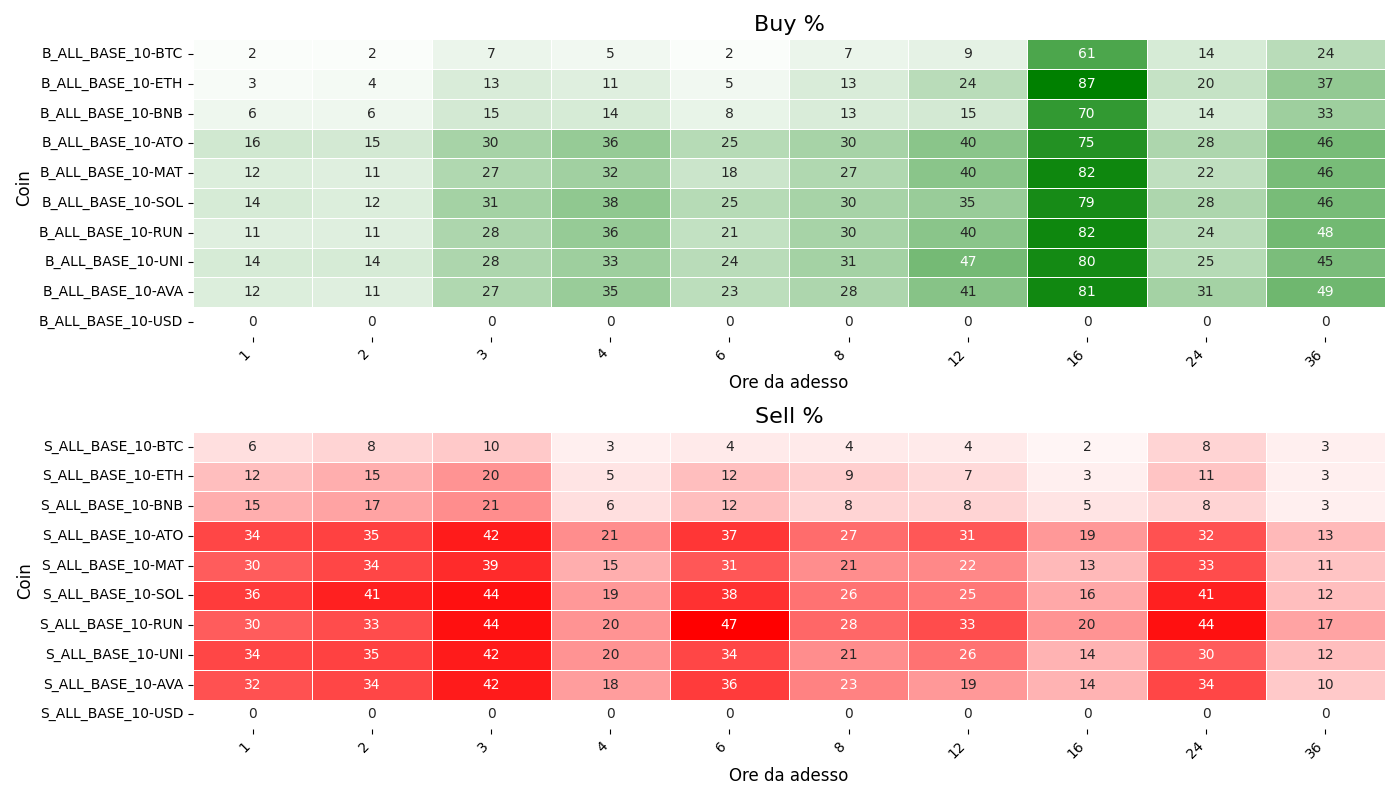 Buy %
Coin
B_ALL_BASE_10-BTC 2 2 7 5 2 7 9 61 14 24
B_ALL_BASE_10-ETH 3 4 13 11 5 13 24 87 20 37
B_ALL_BASE_10-BNB 6 6 15 14 8 13 15 70 14 33
B_ALL_BASE_10-ATO 16 15 30 36 25 30 40 75 28 46
B_ALL_BASE_10-MAT 12 11 27 32 18 27 40 82 22 46
B_ALL_BASE_10-SOL 14 12 31 38 25 30 35 79 28 46
B_ALL_BASE_10-RUN 11 11 28 36 21 30 40 82 24 48
B_ALL_BASE_10-UNI 14 14 28 33 24 31 47 80 25 45
B_ALL_BASE_10-AVA 12 11 27 35 23 28 41 81 31 49
B_ALL_BASE_10-USD 0 0 0 0 0 0 0 0 0 0
1 2 3 4 6 8 12 16 24 36
Ore da adesso
Sell %
Coin
S_ALL_BASE_10-BTC 6 8 10 3 4 4 4 2 8 3
S_ALL_BASE_10-ETH 12 15 20 5 12 9 7 3 11 3
S_ALL_BASE_10-BNB 15 17 21 6 12 8 8 5 8 3
S_ALL_BASE_10-ATO 34 35 42 21 37 27 31 19 32 13
S_ALL_BASE_10-MAT 30 34 39 15 31 21 22 13 33 11
S_ALL_BASE_10-SOL 36 41 44 19 38 26 25 16 41 12
S_ALL_BASE_10-RUN 30 33 44 20 47 28 33 20 44 17
S_ALL_BASE_10-UNI 34 35 42 20 34 21 26 14 30 12
S_ALL_BASE_10-AVA 32 34 42 18 36 23 19 14 34 10
S_ALL_BASE_10-USD 0 0 0 0 0 0 0 0 0 0
1 2 3 4 6 8 12 16 24 36
Ore da adesso